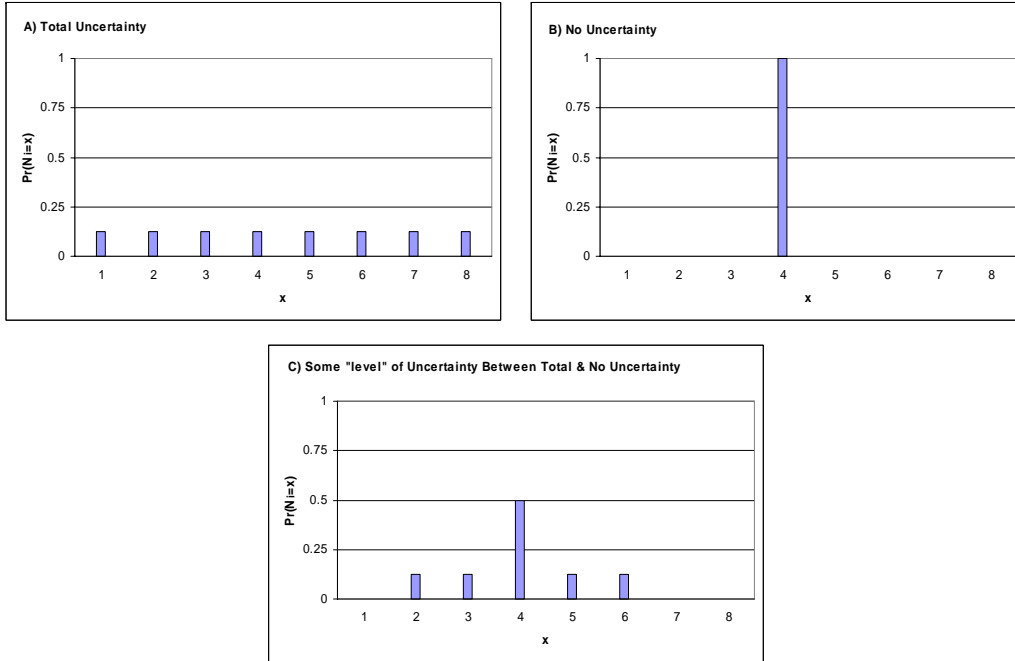 A) Total Uncertainty
1
0.75
0.5
0.25
0
Pr(Ni=x)
1 2 3 4 5 6 7 8
x
B) No Uncertainty
1
0.75
0.5
0.25
0
Pr(Ni=x)
1 2 3 4 5 6 7 8
x
C) Some "level" of Uncertainty Between Total & No Uncertainty
1
0.75
0.5
0.25
0
Pr(Ni=x)
1 2 3 4 5 6 7 8
x